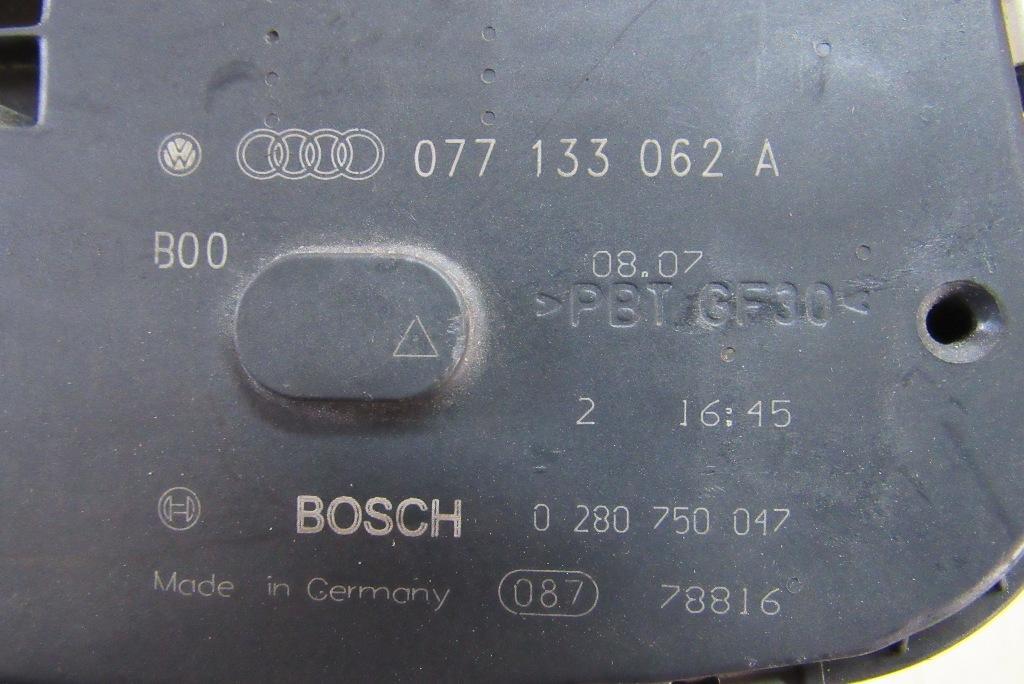 077 133 062 A
B00
08.07
>PBT GF30<
2 16:45
BOSCH 0 280 750 047
Made in Germany 087 78816